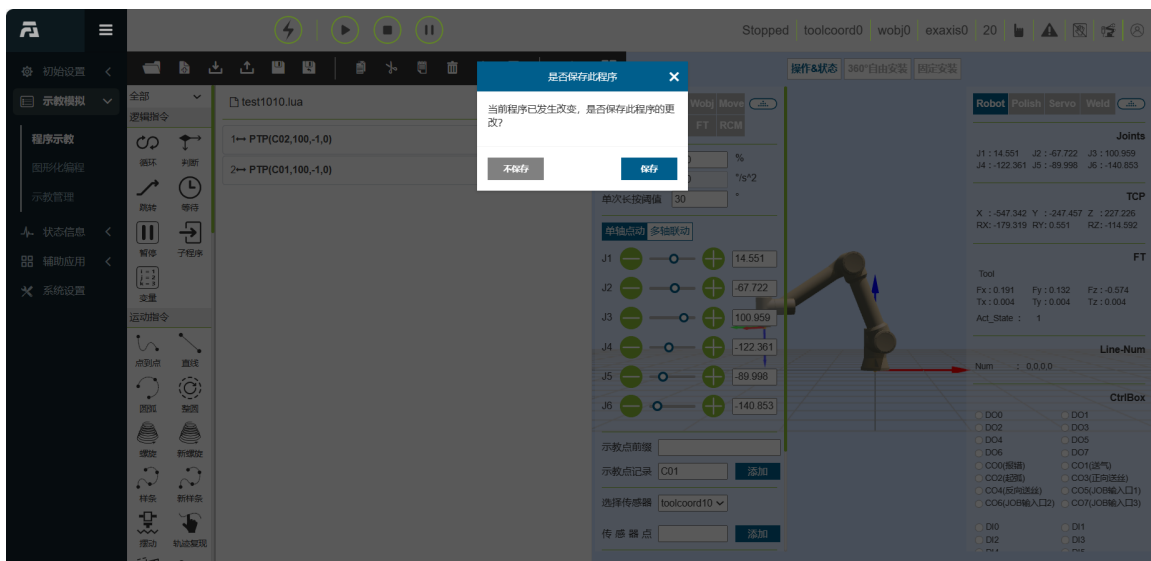 Stopped toolcoord0 wobj0 exaxis0 20
初始设置
示教模拟
程序示教
图形化编程
示教管理
状态信息
辅助应用
系统设置
全部
逻辑指令
循环 判断
跳转 等待
暂停 子程序
变量
运动指令
点到点 直线
圆弧 整圆
螺旋 新螺旋
样条 新样条
摆动 轨迹复现
test1010.lua
1 PTP(C02,100,-1,0)
2 PTP(C01,100,-1,0)
是否保存此程序
当前程序已发生改变，是否保存此程序的更
改？
不保存 保存
操作&状态 360°自由安装 固定安装
Wobj Move
FT RCM
%
°/s^2
单次长按阈值 30 °
单轴点动 多轴联动
J1 14.551
J2 -67.722
J3 100.959
J4 -122.361
J5 -89.998
J6 -140.853
示教点前缀
示教点记录 C01 添加
选择传感器 toolcoord10
传感器点 添加
Robot Polish Servo Weld
Joints
J1 : 14.551 J2 : -67.722 J3 : 100.959
J4 : -122.361 J5 : -89.998 J6 : -140.853
TCP
X : -547.342 Y : -247.457 Z : 227.226
RX: -179.319 RY: 0.551 RZ: -114.592
FT
Tool
Fx : 0.191 Fy : 0.132 Fz : -0.574
Tx : 0.004 Ty : 0.004 Tz : 0.004
Act_State : 1
Line-Num
Num : 0,0,0,0
CtrlBox
DO0 DO1
DO2 DO3
DO4 DO5
DO6 DO7
CO0(照相) CO1(送气)
CO2(起弧) CO3(正向送丝)
CO4(反向送丝) CO5(JOB输入口1)
CO6(JOB输入口2) CO7(JOB输入口3)
DI0 DI1
DI2 DI3